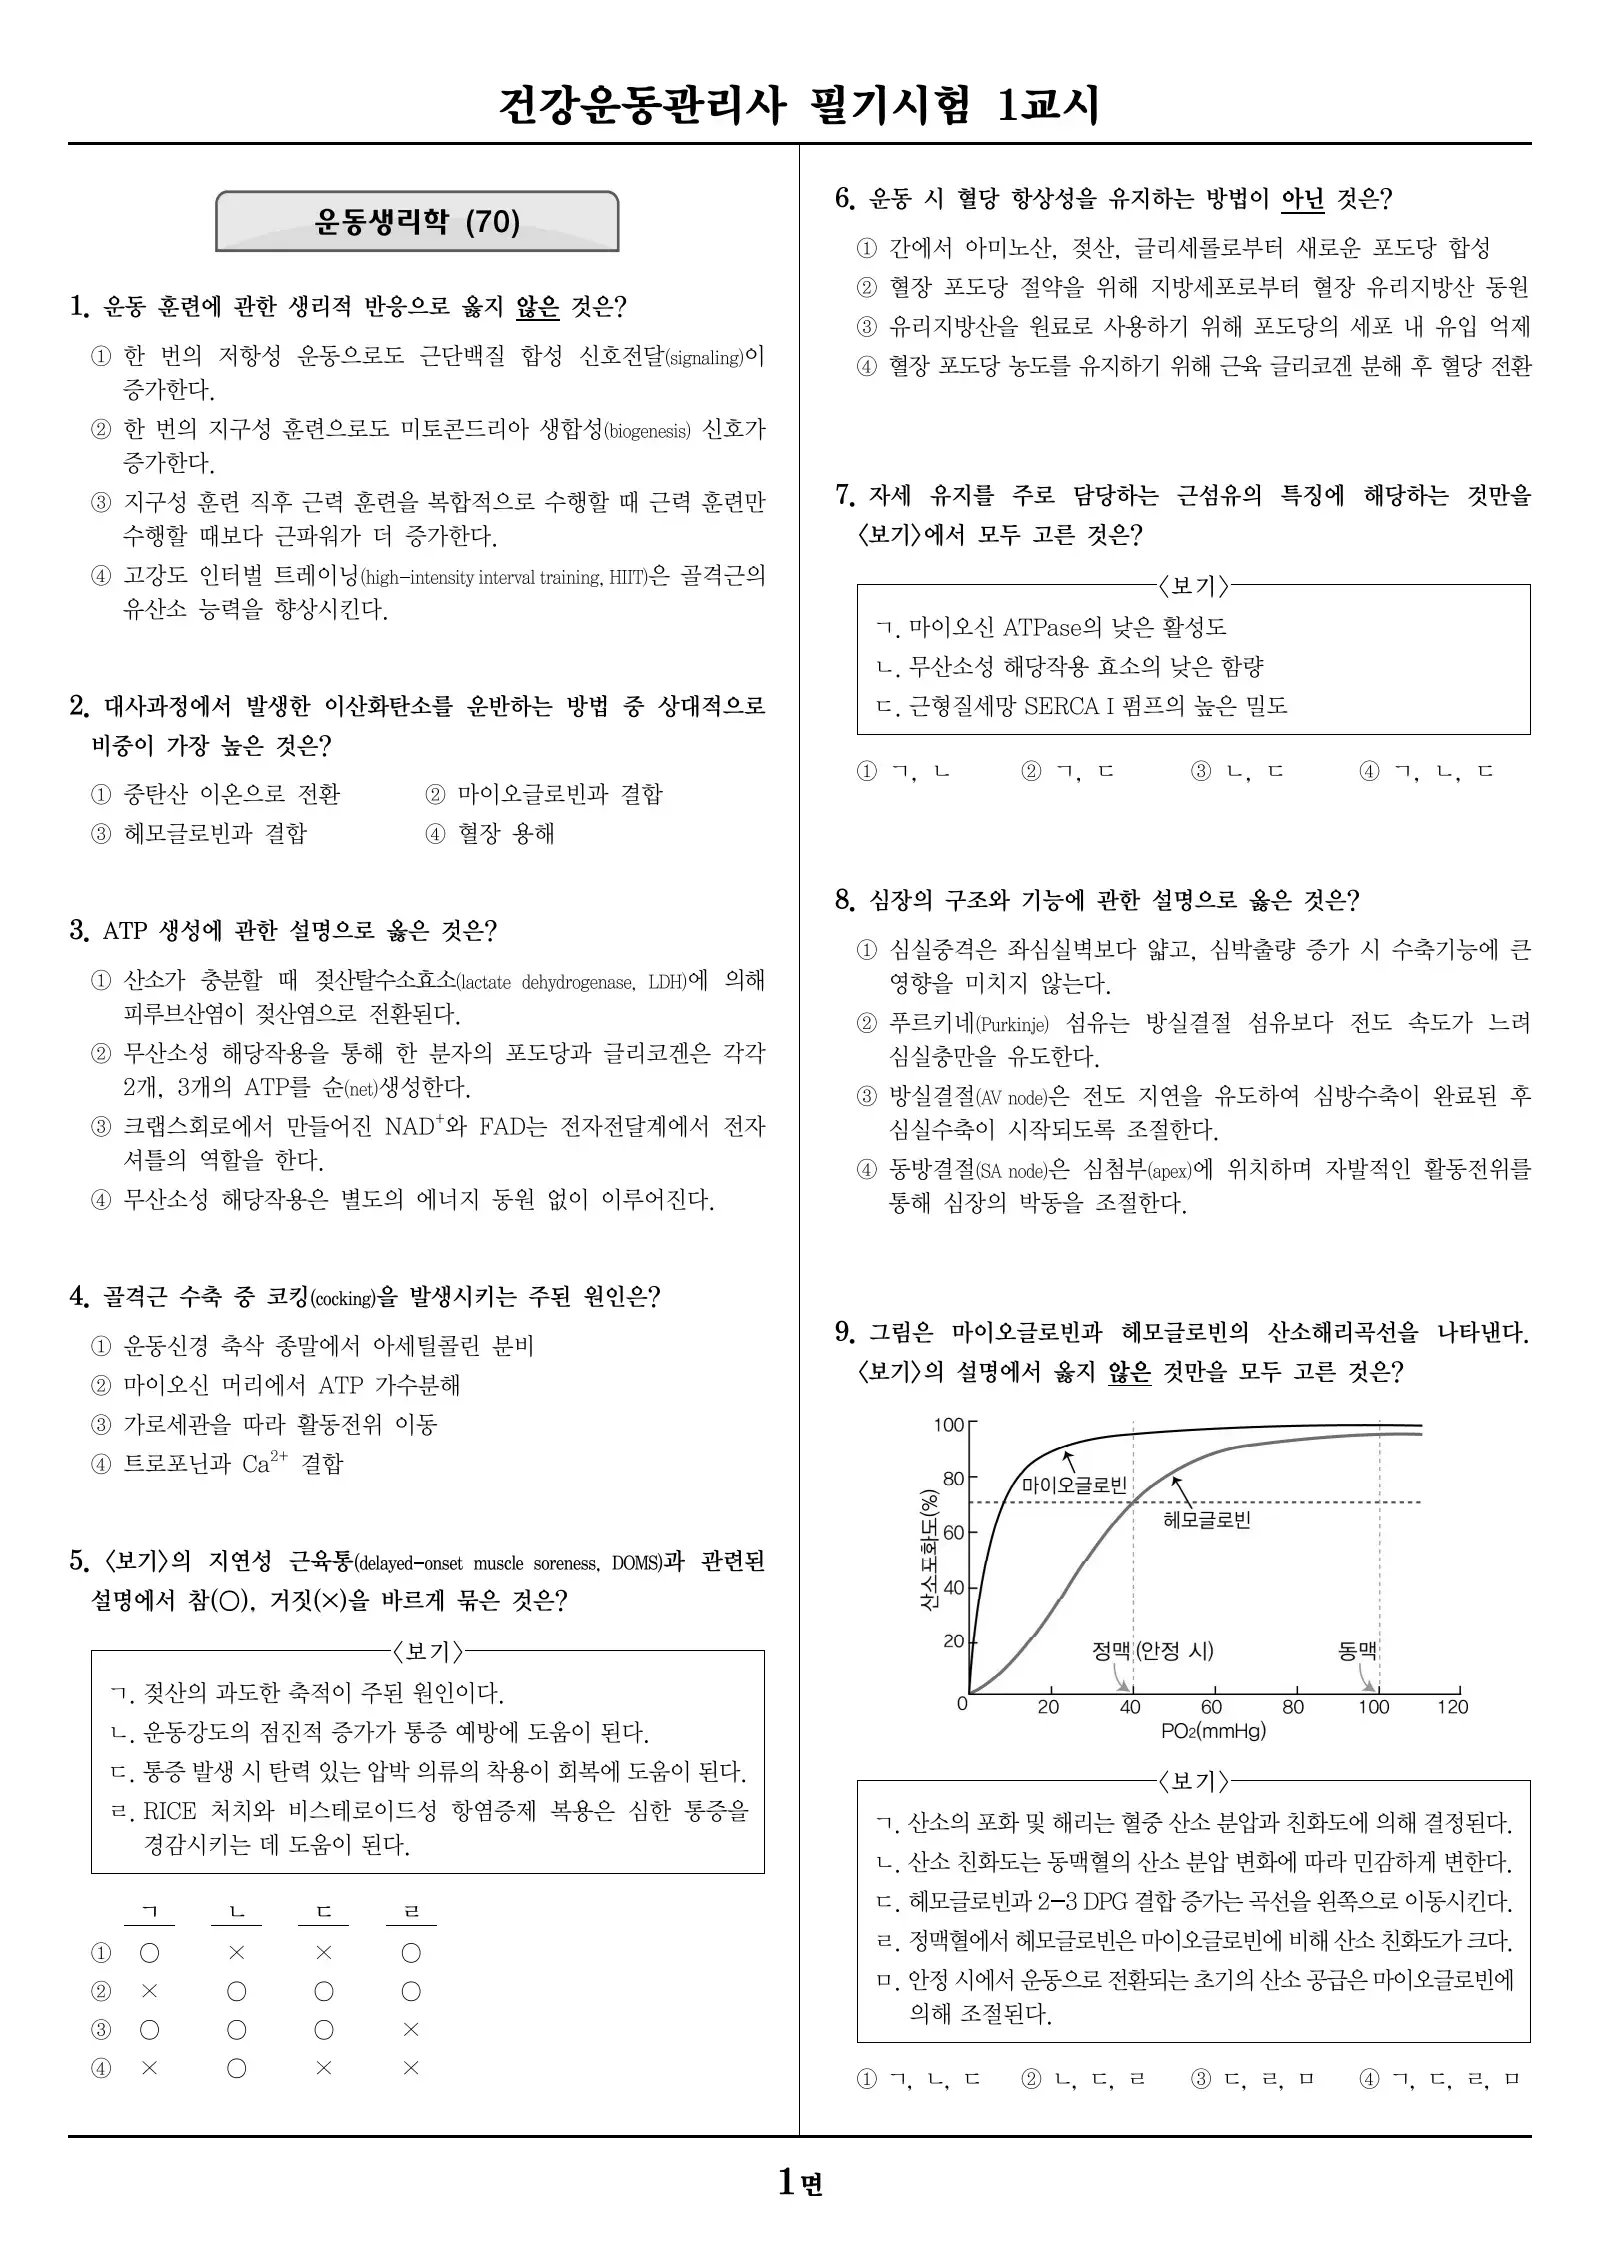 건강운동관리사 필기시험 1교시
운동생리학 (70)
1. 운동 훈련에 관한 생리적 반응으로 옳지 않은 것은?
① 한 번의 저항성 운동으로도 근단백질 합성 신호전달(signaling)이
증가한다.
② 한 번의 지구성 훈련으로도 미토콘드리아 생합성(biogenesis) 신호가
증가한다.
③ 지구성 훈련 직후 근력 훈련을 복합적으로 수행할 때 근력 훈련만
수행할 때보다 근파워가 더 증가한다.
④ 고강도 인터벌 트레이닝(high-intensity interval training, HIIT)은 골격근의
유산소 능력을 향상시킨다.
2. 대사과정에서 발생한 이산화탄소를 운반하는 방법 중 상대적으로
비중이 가장 높은 것은?
① 중탄산 이온으로 전환 ② 마이오글로빈과 결합
③ 헤모글로빈과 결합 ④ 혈장 용해
3. ATP 생성에 관한 설명으로 옳은 것은?
① 산소가 충분할 때 젖산탈수소효소(lactate dehydrogenase, LDH)에 의해
피루브산염이 젖산염으로 전환된다.
② 무산소성 해당작용을 통해 한 분자의 포도당과 글리코겐은 각각
2개, 3개의 ATP를 순(net)생성한다.
③ 크랩스회로에서 만들어진 NAD+와 FAD는 전자전달계에서 전자
셔틀의 역할을 한다.
④ 무산소성 해당작용은 별도의 에너지 동원 없이 이루어진다.
4. 골격근 수축 중 코킹(cocking)을 발생시키는 주된 원인은?
① 운동신경 축삭 종말에서 아세틸콜린 분비
② 마이오신 머리에서 ATP 가수분해
③ 가로세관을 따라 활동전위 이동
④ 트로포닌과 Ca2+ 결합
5. 〈보기〉의 지연성 근육통(delayed-onset muscle soreness, DOMS)과 관련된
설명에서 참(○), 거짓(×)을 바르게 묶은 것은?
〈보기〉
ㄱ. 젖산의 과도한 축적이 주된 원인이다.
ㄴ. 운동강도의 점진적 증가가 통증 예방에 도움이 된다.
ㄷ. 통증 발생 시 탄력 있는 압박 의류의 착용이 회복에 도움이 된다.
ㄹ. RICE 처치와 비스테로이드성 항염증제 복용은 심한 통증을
경감시키는 데 도움이 된다.
ㄱ ㄴ ㄷ ㄹ
① ○ × × ○
② × ○ ○ ○
③ ○ ○ ○ ×
④ × ○ × ×
6. 운동 시 혈당 항상성을 유지하는 방법이 아닌 것은?
① 간에서 아미노산, 젖산, 글리세롤로부터 새로운 포도당 합성
② 혈장 포도당 절약을 위해 지방세포로부터 혈장 유리지방산 동원
③ 유리지방산을 원료로 사용하기 위해 포도당의 세포 내 유입 억제
④ 혈장 포도당 농도를 유지하기 위해 근육 글리코겐 분해 후 혈당 전환
7. 자세 유지를 주로 담당하는 근섬유의 특징에 해당하는 것만을
〈보기〉에서 모두 고른 것은?
〈보기〉
ㄱ. 마이오신 ATPase의 낮은 활성도
ㄴ. 무산소성 해당작용 효소의 낮은 함량
ㄷ. 근형질세망 SERCA I 펌프의 높은 밀도
① ㄱ, ㄴ ② ㄱ, ㄷ ③ ㄴ, ㄷ ④ ㄱ, ㄴ, ㄷ
8. 심장의 구조와 기능에 관한 설명으로 옳은 것은?
① 심실중격은 좌심실벽보다 얇고, 심박출량 증가 시 수축기능에 큰
영향을 미치지 않는다.
② 푸르키네(Purkinje) 섬유는 방실결절 섬유보다 전도 속도가 느려
심실충만을 유도한다.
③ 방실결절(AV node)은 전도 지연을 유도하여 심방수축이 완료된 후
심실수축이 시작되도록 조절한다.
④ 동방결절(SA node)은 심첨부(apex)에 위치하며 자발적인 활동전위를
통해 심장의 박동을 조절한다.
9. 그림은 마이오글로빈과 헤모글로빈의 산소해리곡선을 나타낸다.
〈보기〉의 설명에서 옳지 않은 것만을 모두 고른 것은?
100
80
60
40
20
산소포화도(%)
마이오글로빈
헤모글로빈
정맥 (안정 시)
동맥
0 20 40 60 80 100 120
PO2(mmHg)
〈보기〉
ㄱ. 산소의 포화 및 해리는 혈중 산소 분압과 친화도에 의해 결정된다.
ㄴ. 산소 친화도는 동맥혈의 산소 분압 변화에 따라 민감하게 변한다.
ㄷ. 헤모글로빈과 2-3 DPG 결합 증가는 곡선을 왼쪽으로 이동시킨다.
ㄹ. 정맥혈에서 헤모글로빈은 마이오글로빈에 비해 산소 친화도가 크다.
ㅁ. 안정 시에서 운동으로 전환되는 초기의 산소 공급은 마이오글로빈에
의해 조절된다.
① ㄱ, ㄴ, ㄷ ② ㄴ, ㄷ, ㄹ ③ ㄷ, ㄹ, ㅁ ④ ㄱ, ㄷ, ㄹ, ㅁ
1면